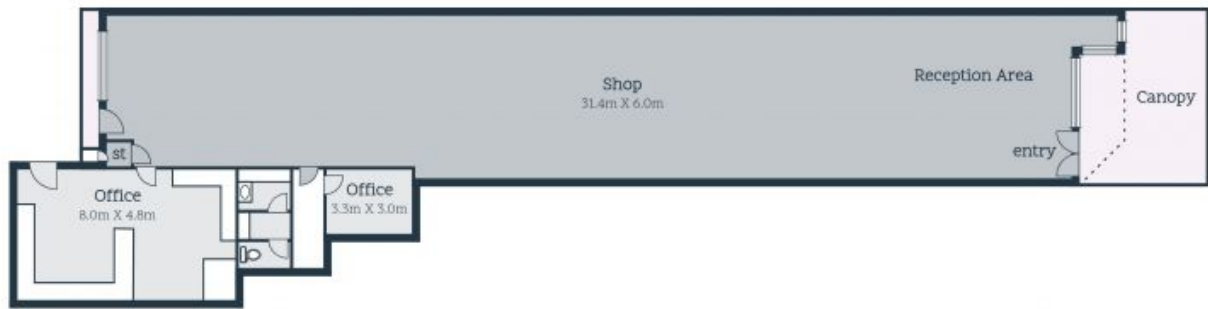 Shop
31.4m X 6.0m
Reception Area
Canopy
entry
st
Office
8.0m X 4.8m
Office
3.3m X 3.0m